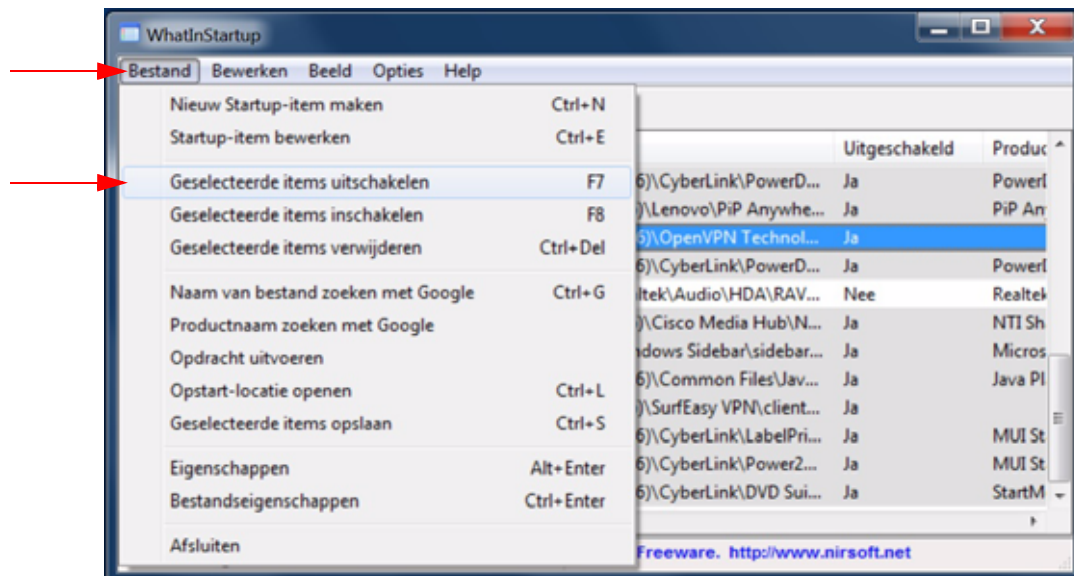 WhatInStartup
Bestand Bewerken Beeld Opties Help
Nieuw Startup-item maken Ctrl+N
Startup-item bewerken Ctrl+E
Geselecteerde items uitschakelen F7
Geselecteerde items inschakelen F8
Geselecteerde items verwijderen Ctrl+Del
Naam van bestand zoeken met Google Ctrl+G
Productnaam zoeken met Google
Opdracht uitvoeren
Opstart-locatie openen Ctrl+L
Geselecteerde items opslaan Ctrl+S
Eigenschappen Alt+Enter
Bestandseigenschappen Ctrl+Enter
Afsluiten
Uitgeschakeld Produc
6)\CyberLink\PowerD... Ja PowerD
)\Lenovo\PiP Anywhe... Ja PiP An
6)\OpenVPN Technol... Ja
6)\CyberLink\PowerD... Ja PowerD
ltek\Audio\HDA\RAV... Nee Realtek
)\Cisco Media Hub\N... Ja NTI Sh
ndows Sidebar\sidebar... Ja Micros
6)\Common Files\Jav... Ja Java Pl
)\SurfEasy VPN\client... Ja
6)\CyberLink\LabelPri... Ja MUI St
6)\CyberLink\Power2... Ja MUI St
6)\CyberLink\DVD Sui... Ja StartM
Freeware. http://www.nirsoft.net